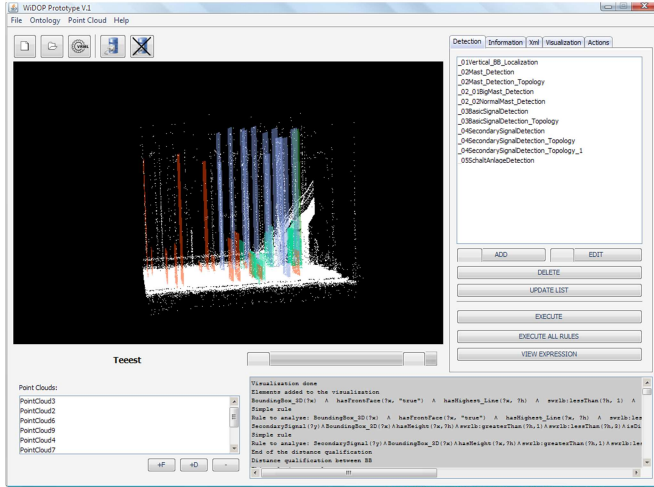 WiDOP Prototype V.1
File Ontology Point Cloud Help
VRML
Detection Information Xml Visualization Actions
_01Vertical_BB_Localization
_02Mast_Detection
_02Mast_Detection_Topology
_02_01BigMast_Detection
_02_02NormalMast_Detection
_03BasicSignalDetection
_03BasicSignalDetection_Topology
_04SecondarySignalDetection
_04SecondarySignalDetection_Topology
_04SecondarySignalDetection_Topology_1
_05SchaltAnlageDetection
ADD EDIT
DELETE
UPDATE LIST
EXECUTE
EXECUTE ALL RULES
VIEW EXPRESSION
Teeest
Point Clouds:
PointCloud3
PointCloud2
PointCloud6
PointCloud9
PointCloud4
PointCloud7
+F +D -
Visualization done
Elements added to the visualisation
BoundingBox_3D(?x) ^ hasFrontFace(?x, "true") ^ hasHighest_Line(?x, ?h) ^ swrlb:lessThan(?h, 1) ^
Simple rule
Rule to analyse: BoundingBox_3D(?x) ^ hasFrontFace(?x, "true") ^ hasHighest_Line(?x, ?h) ^ swrlb:les
SecondarySignal(?y)^BoundingBox_3D(?x)^hasHeight(?x,?h)^swrlb:greaterThan(?h,1)^swrlb:lessThan(?h,3)^isDi
Simple rule
Rule to analyse: SecondarySignal(?y)^BoundingBox_3D(?x)^hasHeight(?x,?h)^swrlb:greaterThan(?h,1)^swrlb:les
End of the distance qualification
Distance qualification between BB